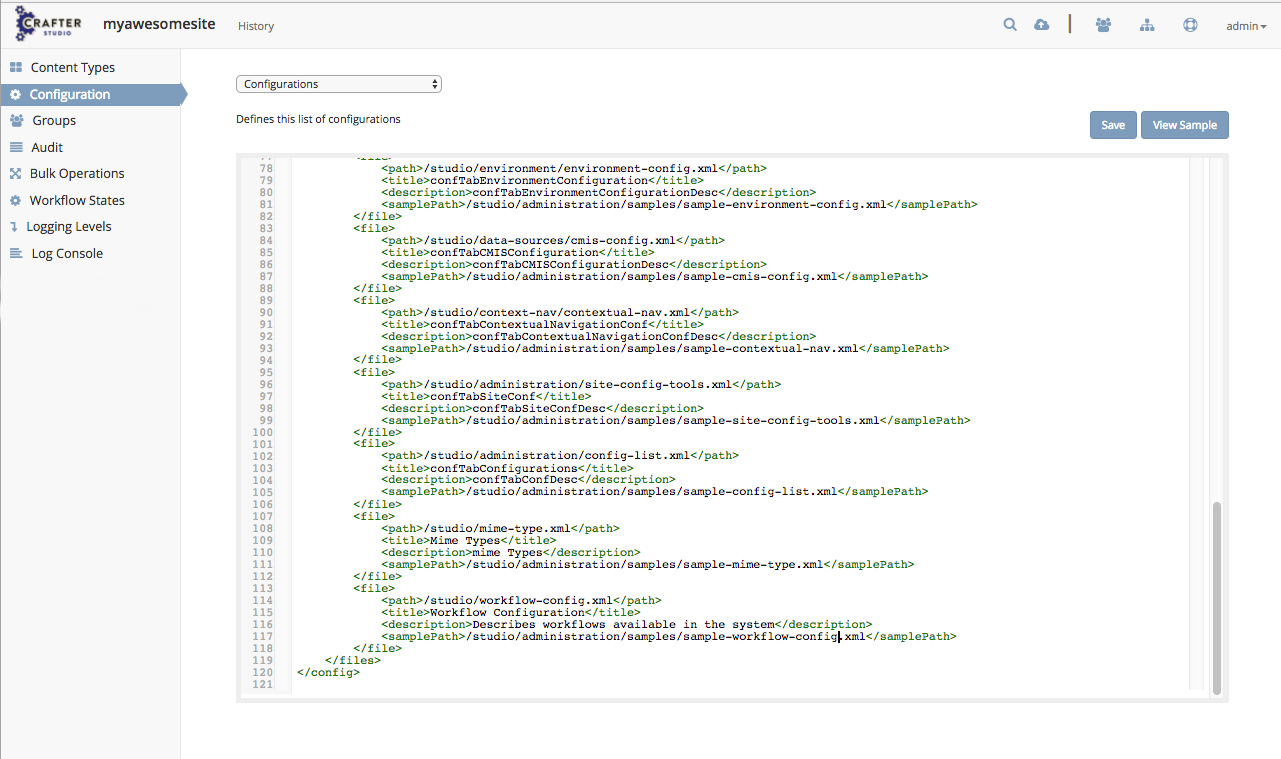 CRAFTER
STUDIO
myawesomesite
History
admin
Content Types
Configuration
Groups
Audit
Bulk Operations
Workflow States
Logging Levels
Log Console
Configurations
Defines this list of configurations
Save
View Sample
77 <file>
78 <path>/studio/environment/environment-config.xml</path>
79 <title>confTabEnvironmentConfiguration</title>
80 <description>confTabEnvironmentConfigurationDesc</description>
81 <samplePath>/studio/administration/samples/sample-environment-config.xml</samplePath>
82 </file>
83 <file>
84 <path>/studio/data-sources/cmis-config.xml</path>
85 <title>confTabCMISConfiguration</title>
86 <description>confTabCMISConfigurationDesc</description>
87 <samplePath>/studio/administration/samples/sample-cmis-config.xml</samplePath>
88 </file>
89 <file>
90 <path>/studio/context-nav/contextual-nav.xml</path>
91 <title>confTabContextualNavigationConf</title>
92 <description>confTabContextualNavigationConfDesc</description>
93 <samplePath>/studio/administration/samples/sample-contextual-nav.xml</samplePath>
94 </file>
95 <file>
96 <path>/studio/administration/site-config-tools.xml</path>
97 <title>confTabSiteConf</title>
98 <description>confTabSiteConfDesc</description>
99 <samplePath>/studio/administration/samples/sample-site-config-tools.xml</samplePath>
100 </file>
101 <file>
102 <path>/studio/administration/config-list.xml</path>
103 <title>confTabConfigurations</title>
104 <description>confTabConfDesc</description>
105 <samplePath>/studio/administration/samples/sample-config-list.xml</samplePath>
106 </file>
107 <file>
108 <path>/studio/mime-type.xml</path>
109 <title>Mime Types</title>
110 <description>mime Types</description>
111 <samplePath>/studio/administration/samples/sample-mime-type.xml</samplePath>
112 </file>
113 <file>
114 <path>/studio/workflow-config.xml</path>
115 <title>Workflow Configuration</title>
116 <description>Describes workflows available in the system</description>
117 <samplePath>/studio/administration/samples/sample-workflow-config.xml</samplePath>
118 </file>
119 </files>
120 </config>
121